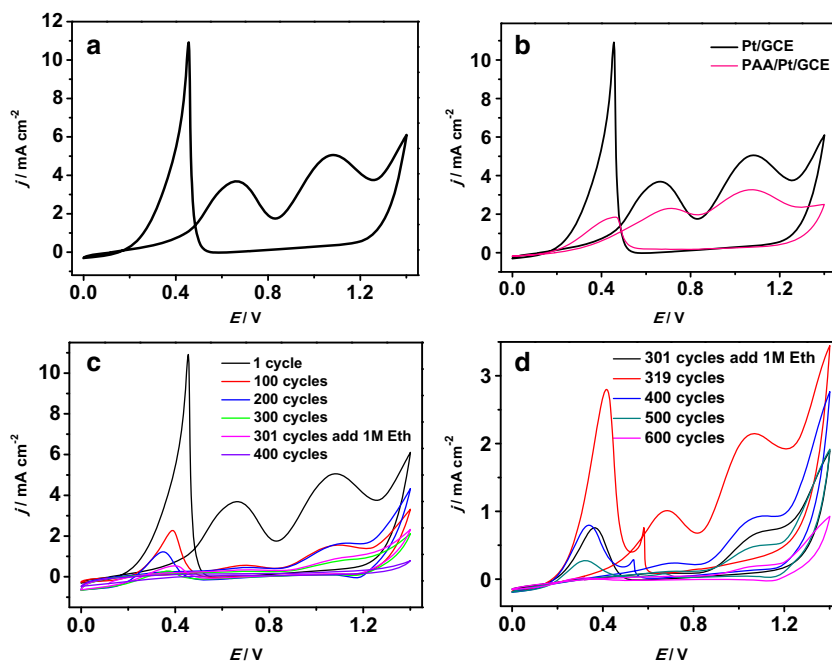 a
12
10
8
6
4
2
0
j / mA cm-2
0.0 0.4 0.8 1.2
E / V
b
Pt/GCE
PAA/Pt/GCE
10
8
6
4
2
0
j / mA cm-2
0.0 0.4 0.8 1.2
E / V
c
1 cycle
100 cycles
200 cycles
300 cycles
301 cycles add 1M Eth
400 cycles
10
8
6
4
2
0
j / mA cm-2
0.0 0.4 0.8 1.2
E / V
d
301 cycles add 1M Eth
319 cycles
400 cycles
500 cycles
600 cycles
3
2
1
0
j / mA cm-2
0.0 0.4 0.8 1.2
E / V